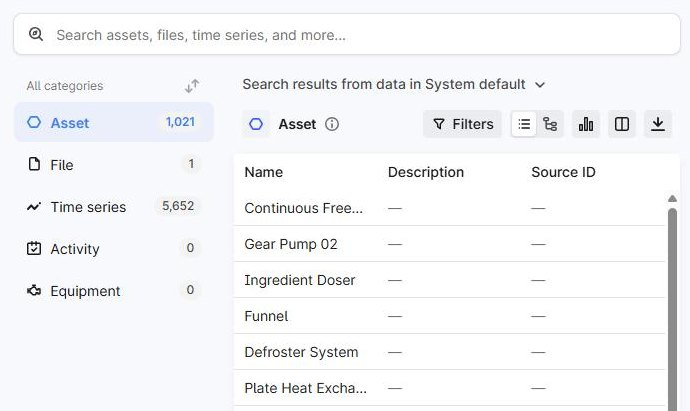 Search assets, files, time series, and more...
All categories
Asset 1,021
File 1
Time series 5,652
Activity 0
Equipment 0
Search results from data in System default
Asset Filters
Name Description Source ID
Continuous Free... — —
Gear Pump 02 — —
Ingredient Doser — —
Funnel — —
Defroster System — —
Plate Heat Excha... — —